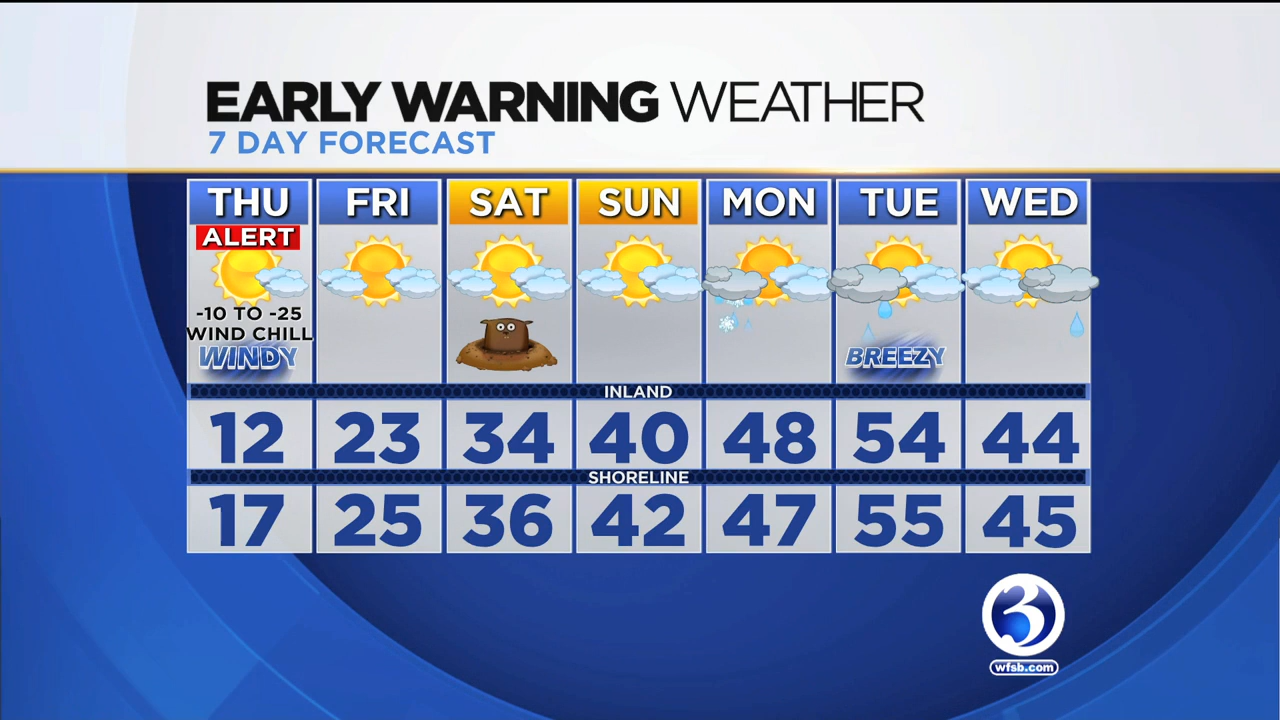 EARLY WARNING WEATHER
7 DAY FORECAST
THU FRI SAT SUN MON TUE WED
ALERT
-10 TO -25
WIND CHILL
WINDY BREEZY
INLAND
12 23 34 40 48 54 44
SHORELINE
17 25 36 42 47 55 45
3
wfsb.com